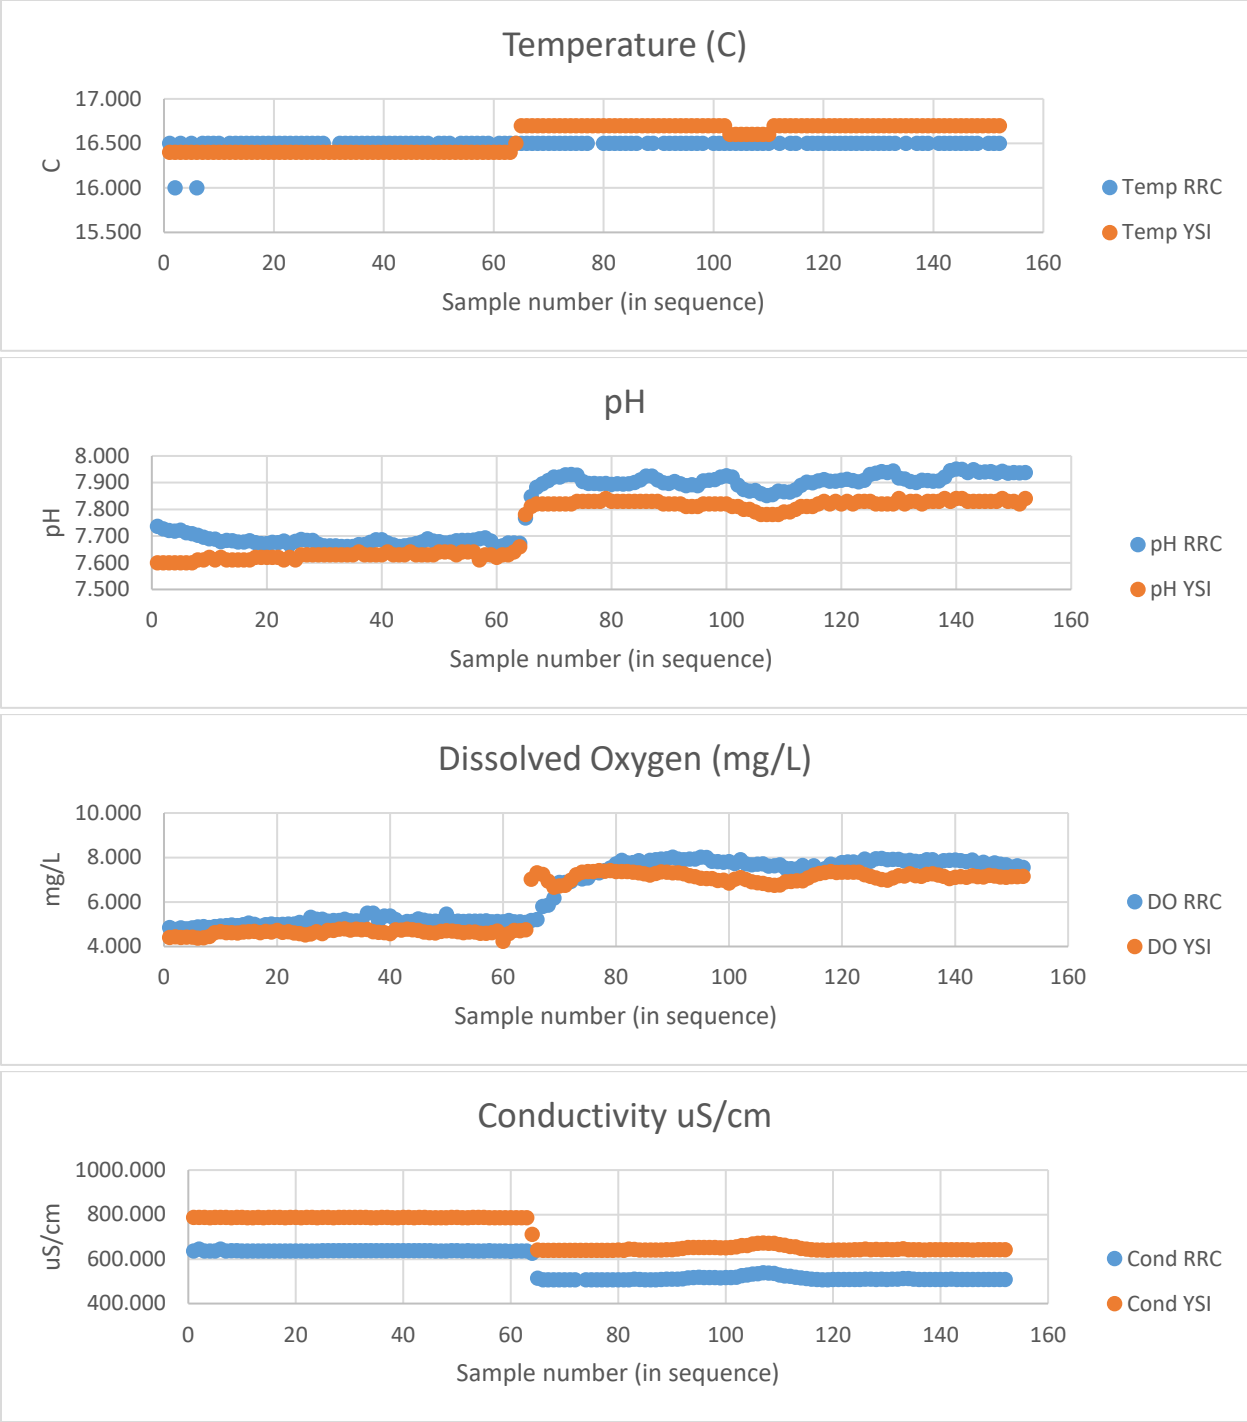 Temperature (C)
17.000
16.500
16.000
15.500
C
0 20 40 60 80 100 120 140 160
Sample number (in sequence)
Temp RRC
Temp YSI
pH
8.000
7.900
7.800
7.700
7.600
7.500
pH
0 20 40 60 80 100 120 140 160
Sample number (in sequence)
pH RRC
pH YSI
Dissolved Oxygen (mg/L)
10.000
8.000
6.000
4.000
mg/L
0 20 40 60 80 100 120 140 160
Sample number (in sequence)
DO RRC
DO YSI
Conductivity uS/cm
1000.000
800.000
600.000
400.000
uS/cm
0 20 40 60 80 100 120 140 160
Sample number (in sequence)
Cond RRC
Cond YSI